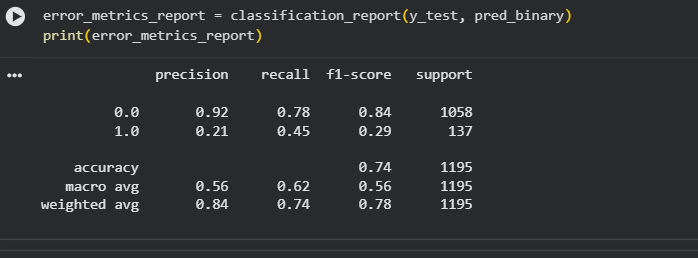 error_metrics_report = classification_report(y_test, pred_binary)
print(error_metrics_report)
precision recall f1-score support
0.0 0.92 0.78 0.84 1058
1.0 0.21 0.45 0.29 137
accuracy 0.74 1195
macro avg 0.56 0.62 0.56 1195
weighted avg 0.84 0.74 0.78 1195